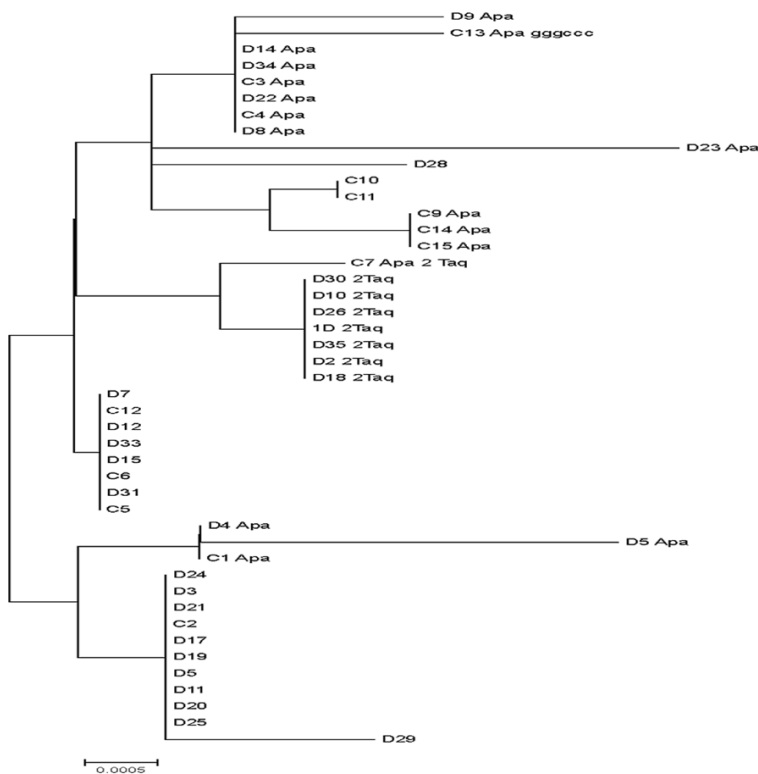 D9 Apa
C13 Apa gggccc
D14 Apa
D34 Apa
C3 Apa
D22 Apa
C4 Apa
D8 Apa
D23 Apa
D28
C10
C11
C9 Apa
C14 Apa
C15 Apa
C7 Apa 2 Taq
D30 2Taq
D10 2Taq
D26 2Taq
1D 2Taq
D35 2Taq
D2 2Taq
D18 2Taq
D7
C12
D12
D33
D15
C6
D31
C5
D4 Apa
D5 Apa
C1 Apa
D24
D3
D21
C2
D17
D19
D5
D11
D20
D25
D29
0.0005